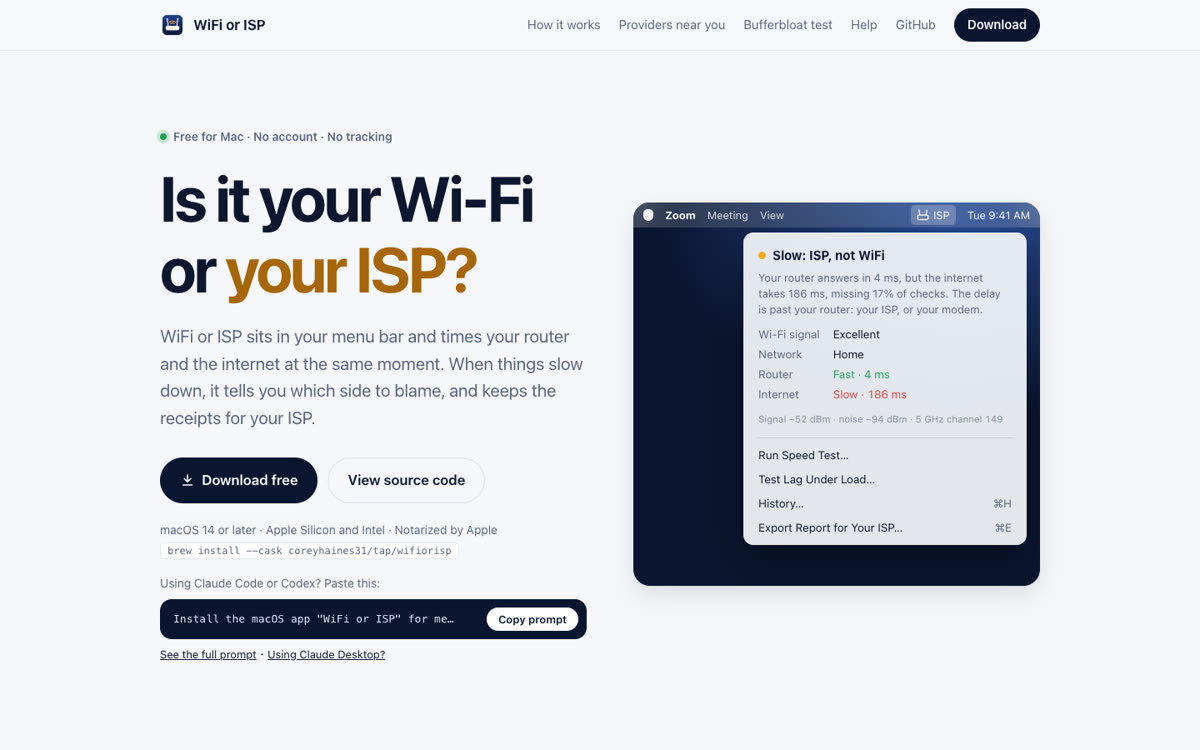 WiFi or ISP
How it works
Providers near you
Bufferbloat test
Help
GitHub
Download
Free for Mac · No account · No tracking
Is it your Wi-Fi
or your ISP?
WiFi or ISP sits in your menu bar and times your router
and the internet at the same moment. When things slow
down, it tells you which side to blame, and keeps the
receipts for your ISP.
Download free
View source code
macOS 14 or later · Apple Silicon and Intel · Notarized by Apple
brew install --cask coreyhaines31/tap/wifiorisp
Using Claude Code or Codex? Paste this:
Install the macOS app "WiFi or ISP" for me…
Copy prompt
See the full prompt · Using Claude Desktop?
Zoom Meeting View
ISP
Tue 9:41 AM
Slow: ISP, not WiFi
Your router answers in 4 ms, but the internet
takes 186 ms, missing 17% of checks. The delay
is past your router: your ISP, or your modem.
Wi-Fi signal Excellent
Network Home
Router Fast · 4 ms
Internet Slow · 186 ms
Signal −52 dBm · noise −94 dBm · 5 GHz channel 149
Run Speed Test…
Test Lag Under Load…
History… ⌘H
Export Report for Your ISP… ⌘E